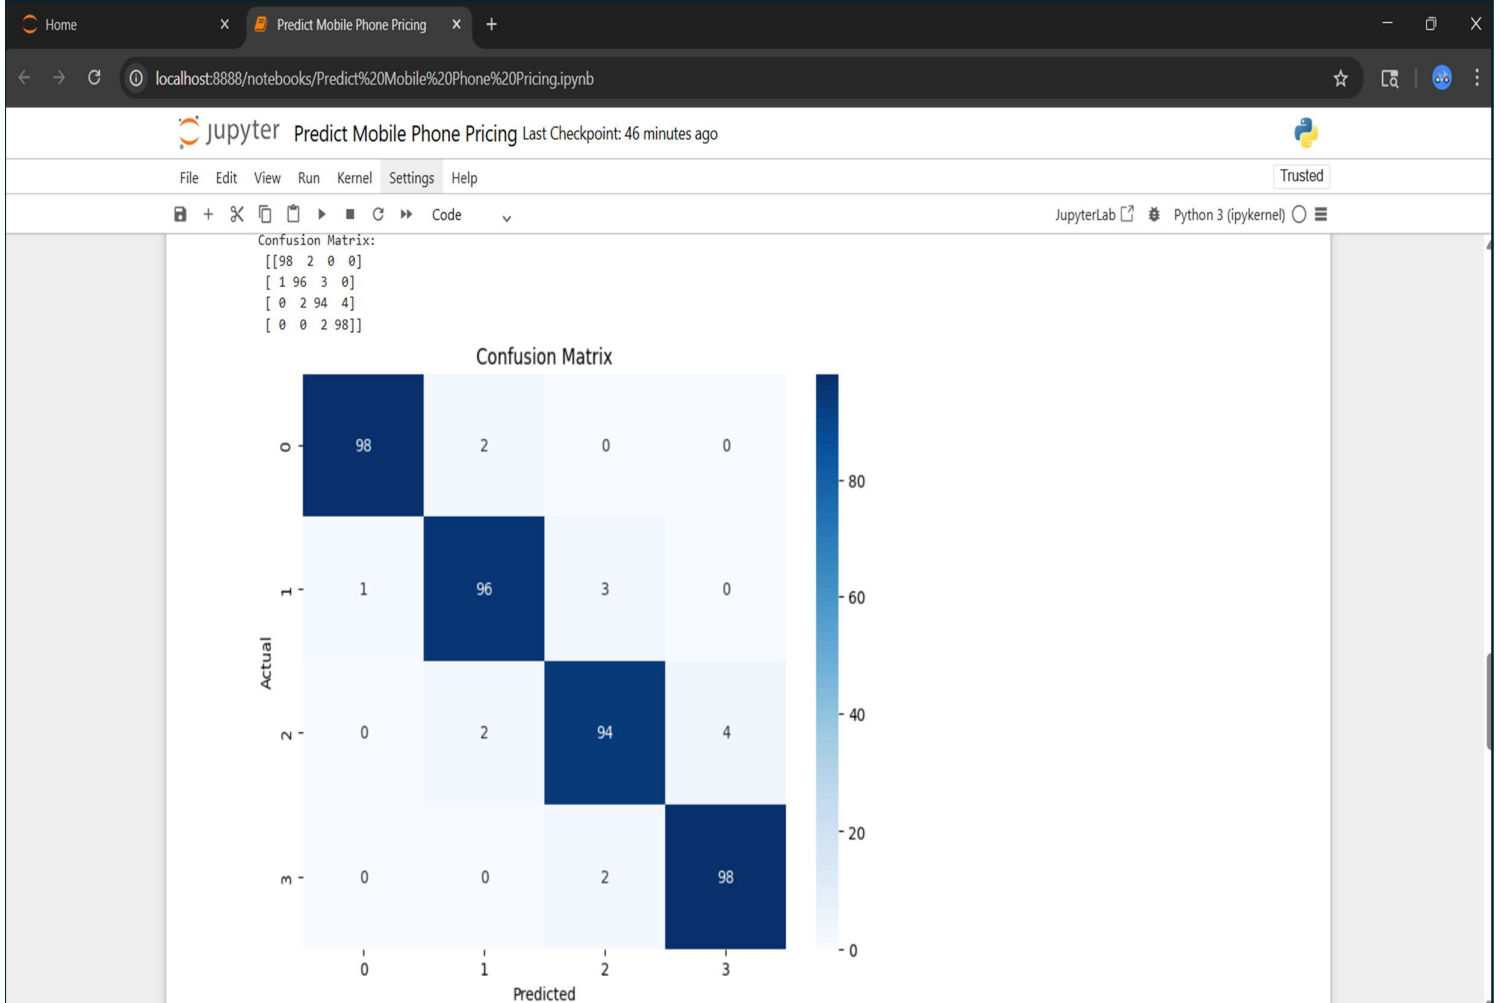 Home
Predict Mobile Phone Pricing
localhost:8888/notebooks/Predict%20Mobile%20Phone%20Pricing.ipynb
jupyter Predict Mobile Phone Pricing Last Checkpoint: 46 minutes ago
File Edit View Run Kernel Settings Help Trusted
Code JupyterLab Python 3 (ipykernel)
Confusion Matrix:
[[98 2 0 0]
[ 1 96 3 0]
[ 0 2 94 4]
[ 0 0 2 98]]
Confusion Matrix
0 98 2 0 0
80
1 1 96 3 0
60
Actual
2 0 2 94 4
40
20
3 0 0 2 98
0
0 1 2 3
Predicted